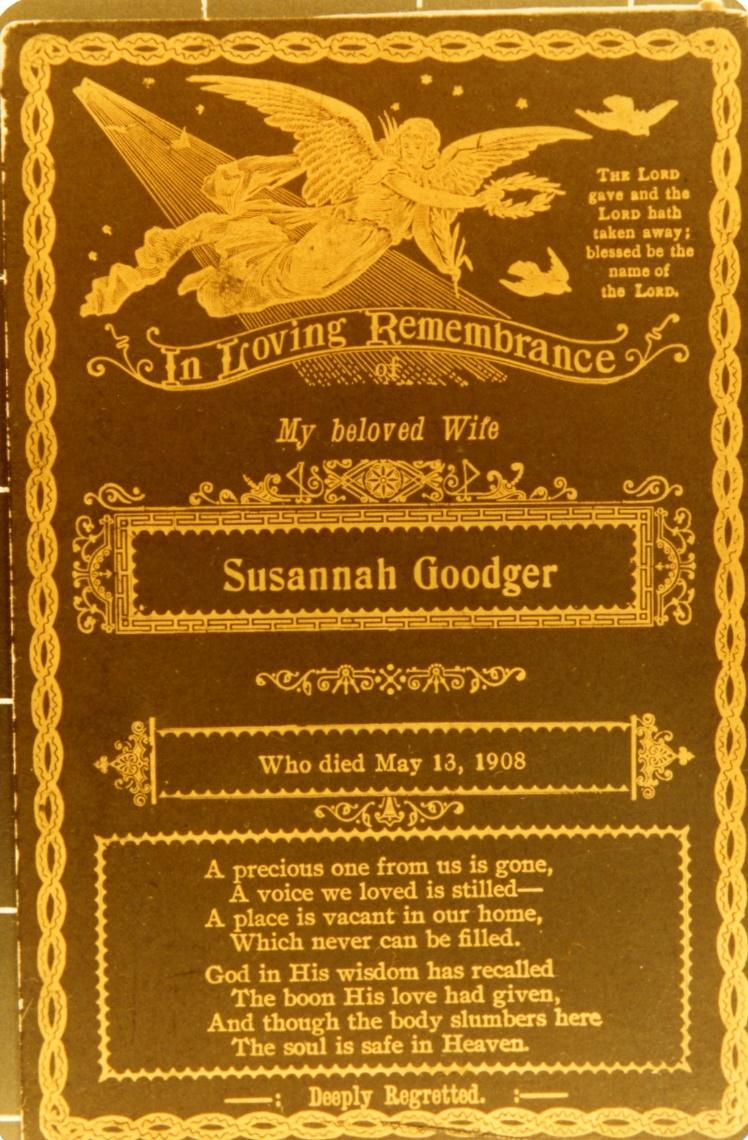 THE LORD
gave and the
LORD hath
taken away;
blessed be the
name of
the LORD.
In Loving Remembrance
of
My beloved Wife
Susannah Goodger
Who died May 13, 1908
A precious one from us is gone,
A voice we loved is stilled—
A place is vacant in our home,
Which never can be filled.
God in His wisdom has recalled
The boon His love had given,
And though the body slumbers here
The soul is safe in Heaven.
—: Deeply Regretted. :—